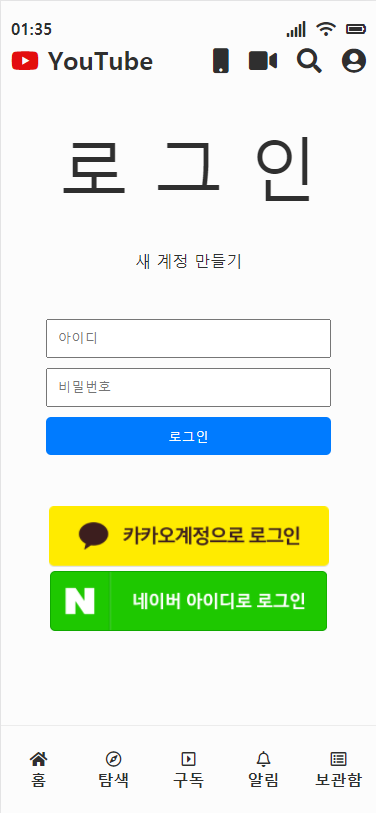 01:35
YouTube
로그인
새 계정 만들기
아이디
비밀번호
로그인
카카오계정으로 로그인
N 네이버 아이디로 로그인
홈 탐색 구독 알림 보관함